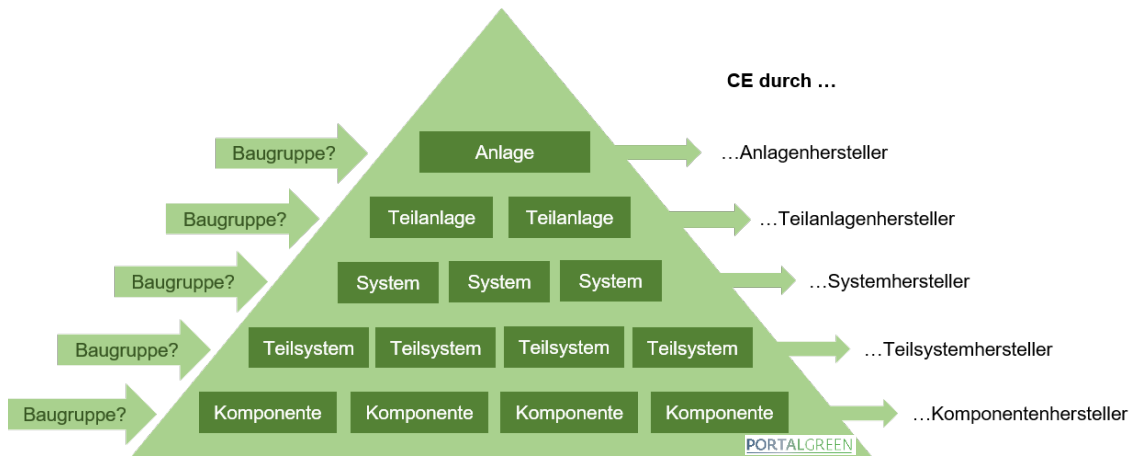 CE durch …
Baugruppe? Anlage …Anlagenhersteller
Baugruppe? Teilanlage Teilanlage …Teilanlagenhersteller
Baugruppe? System System System …Systemhersteller
Baugruppe? Teilsystem Teilsystem Teilsystem Teilsystem …Teilsystemhersteller
Baugruppe? Komponente Komponente Komponente Komponente …Komponentenhersteller
PORTALGREEN